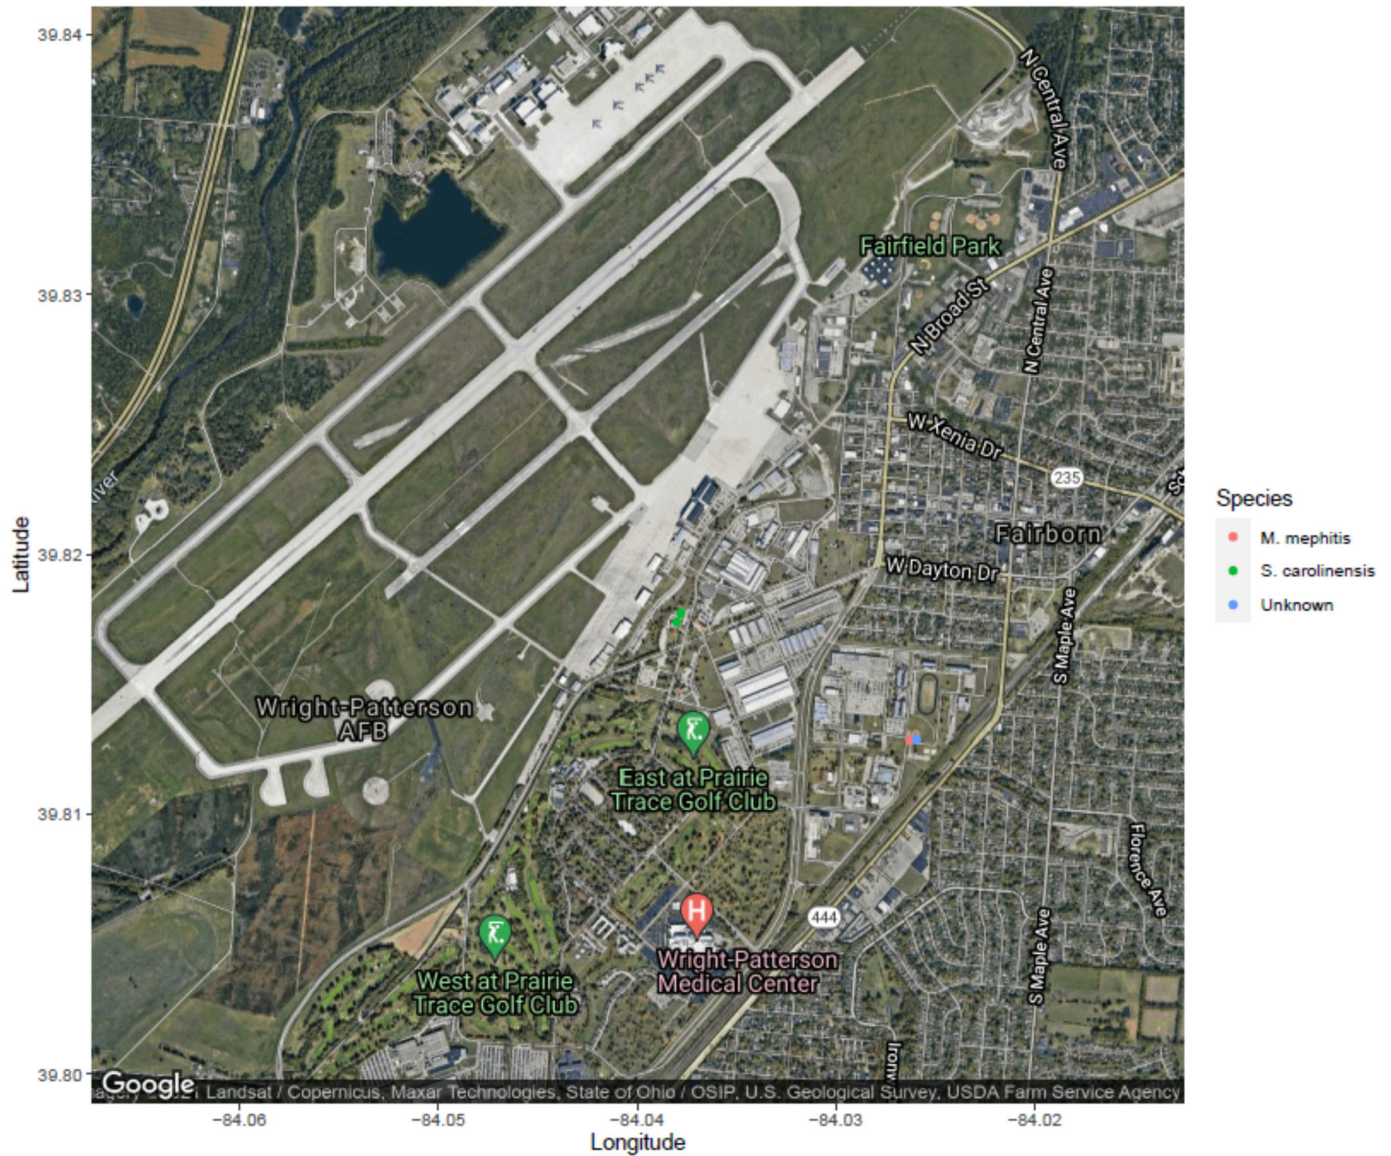 39.84
39.83
39.82
39.81
39.80
Latitude
−84.06
−84.05
−84.04
−84.03
−84.02
Longitude
N Central Ave
Fairfield Park
N Broad St
N Central Ave
W Xenia Dr
235
Fairborn
W Dayton Dr
S Maple Ave
Wright-Patterson
AFB
East at Prairie
Trace Golf Club
Florence Ave
H
444
Wright-Patterson
Medical Center
West at Prairie
Trace Golf Club
S Maple Ave
Google
Landsat / Copernicus, Maxar Technologies, State of Ohio / OSIP, U.S. Geological Survey, USDA Farm Service Agency
Species
M. mephitis
S. carolinensis
Unknown